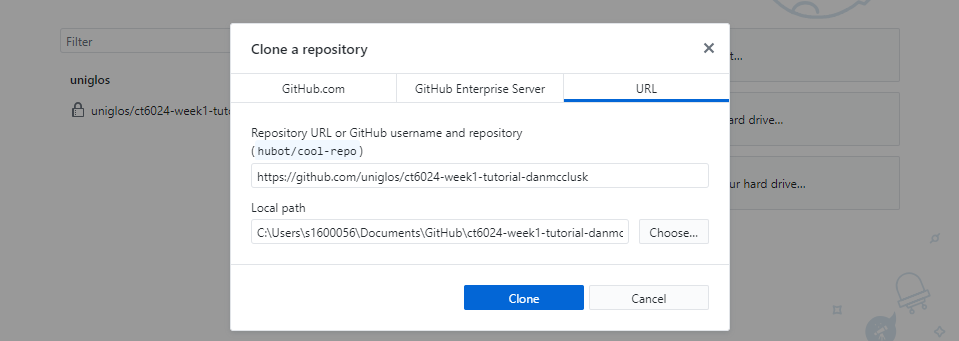 Filter
uniglos
uniglos/ct6024-week1-tuto
Clone a repository
GitHub.com
GitHub Enterprise Server
URL
Repository URL or GitHub username and repository
(hubot/cool-repo)
https://github.com/uniglos/ct6024-week1-tutorial-danmcclusk
Local path
C:\Users\s1600056\Documents\GitHub\ct6024-week1-tutorial-danmc
Choose...
Clone
Cancel
t...
ard drive...
ur hard drive...